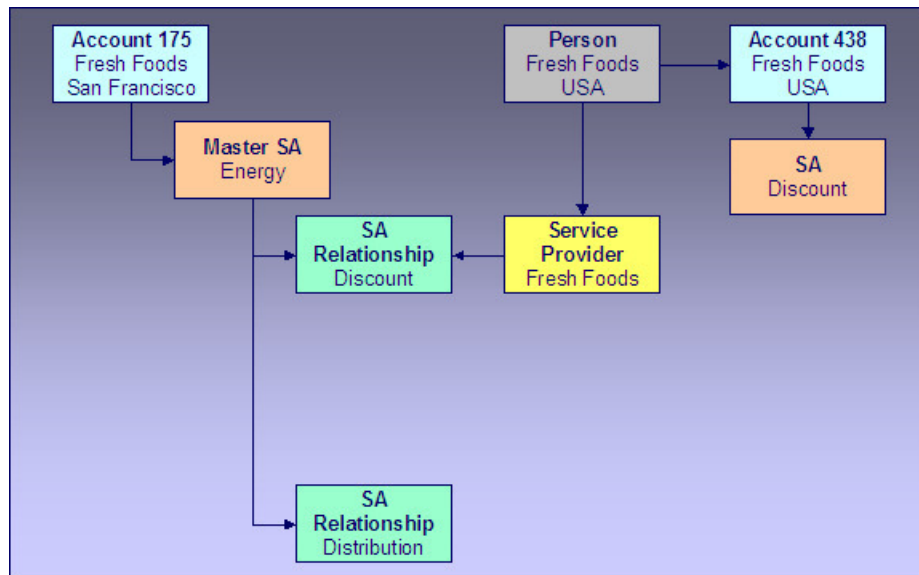 Account 175
Fresh Foods
San Francisco
Person
Fresh Foods
USA
Account 438
Fresh Foods
USA
Master SA
Energy
SA
Discount
SA
Relationship
Discount
Service
Provider
Fresh Foods
SA
Relationship
Distribution